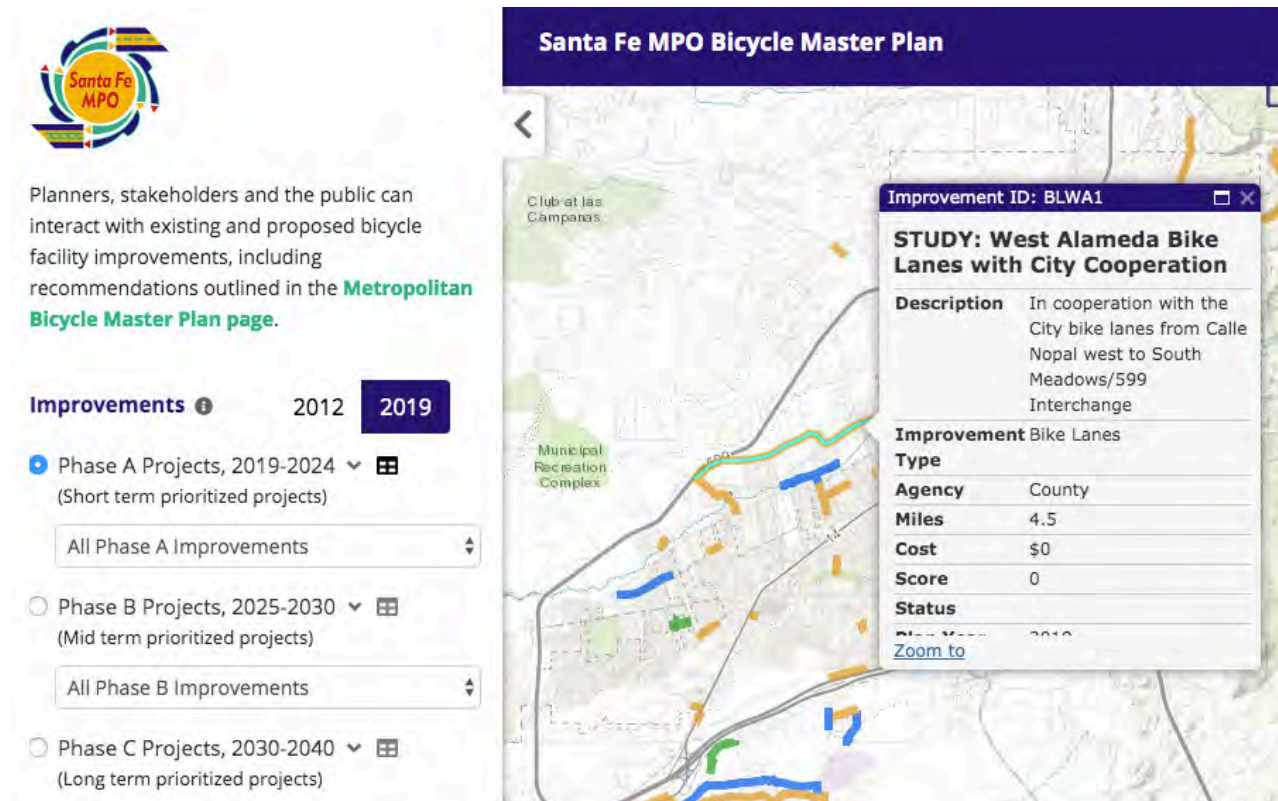 Santa Fe
MPO
Planners, stakeholders and the public can
interact with existing and proposed bicycle
facility improvements, including
recommendations outlined in the Metropolitan
Bicycle Master Plan page.
Improvements
2012
2019
Phase A Projects, 2019-2024
(Short term prioritized projects)
All Phase A Improvements
Phase B Projects, 2025-2030
(Mid term prioritized projects)
All Phase B Improvements
Phase C Projects, 2030-2040
(Long term prioritized projects)
Santa Fe MPO Bicycle Master Plan
Club at las
Campanas
Municipal
Recreation
Complex
599
14
Improvement ID: BLWA1
STUDY: West Alameda Bike
Lanes with City Cooperation
Description In cooperation with the
City bike lanes from Calle
Nopal west to South
Meadows/599
Interchange
Improvement Bike Lanes
Type
Agency County
Miles 4.5
Cost $0
Score 0
Status
Plan Year 2019
Zoom to